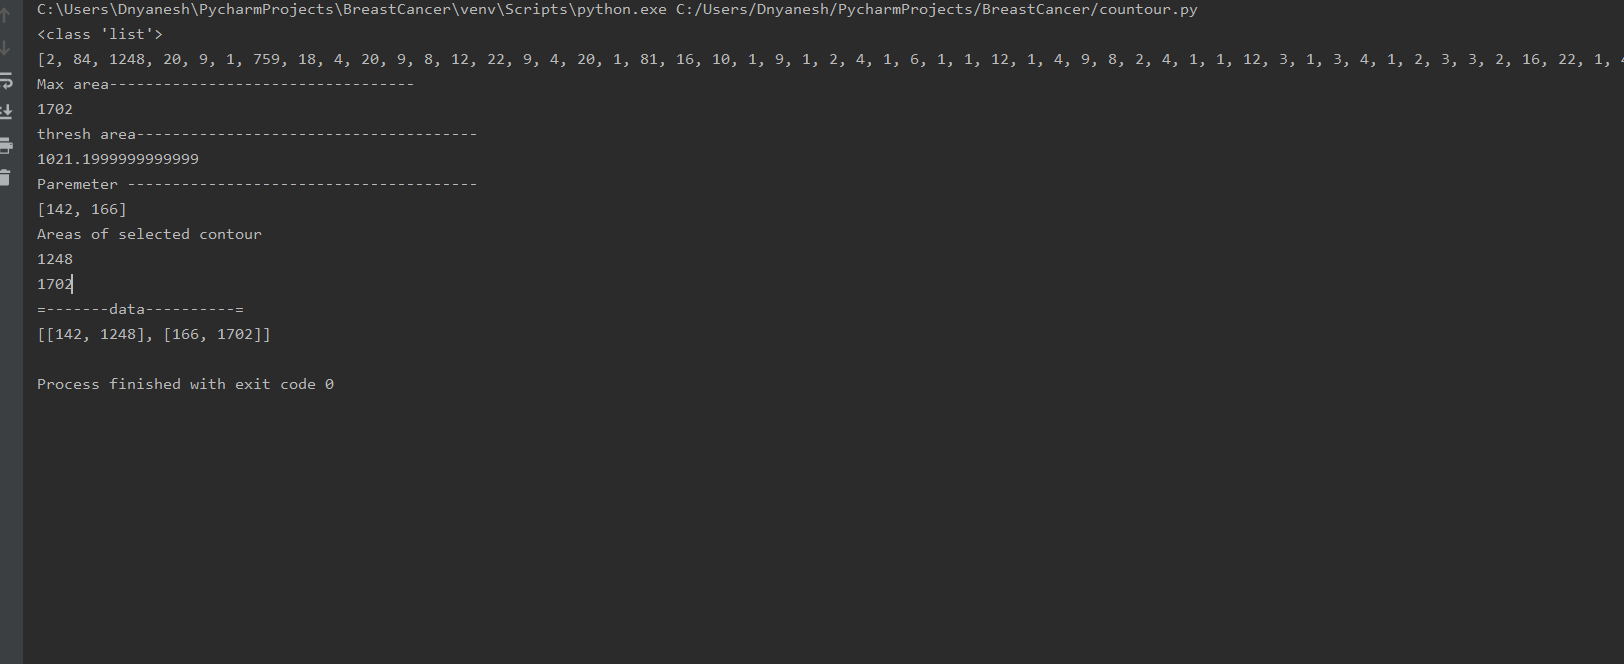 C:\Users\Dnyanesh\PycharmProjects\BreastCancer\venv\Scripts\python.exe C:/Users/Dnyanesh/PycharmProjects/BreastCancer/countour.py
<class 'list'>
[2, 84, 1248, 20, 9, 1, 759, 18, 4, 20, 9, 8, 12, 22, 9, 4, 20, 1, 81, 16, 10, 1, 9, 1, 2, 4, 1, 6, 1, 1, 12, 1, 4, 9, 8, 2, 4, 1, 1, 12, 3, 1, 3, 4, 1, 2, 3, 3, 2, 16, 22, 1,
Max area----------------------------------
1702
thresh area--------------------------------------
1021.1999999999999
Paremeter ---------------------------------------
[142, 166]
Areas of selected contour
1248
1702
=-------data----------=
[[142, 1248], [166, 1702]]
Process finished with exit code 0